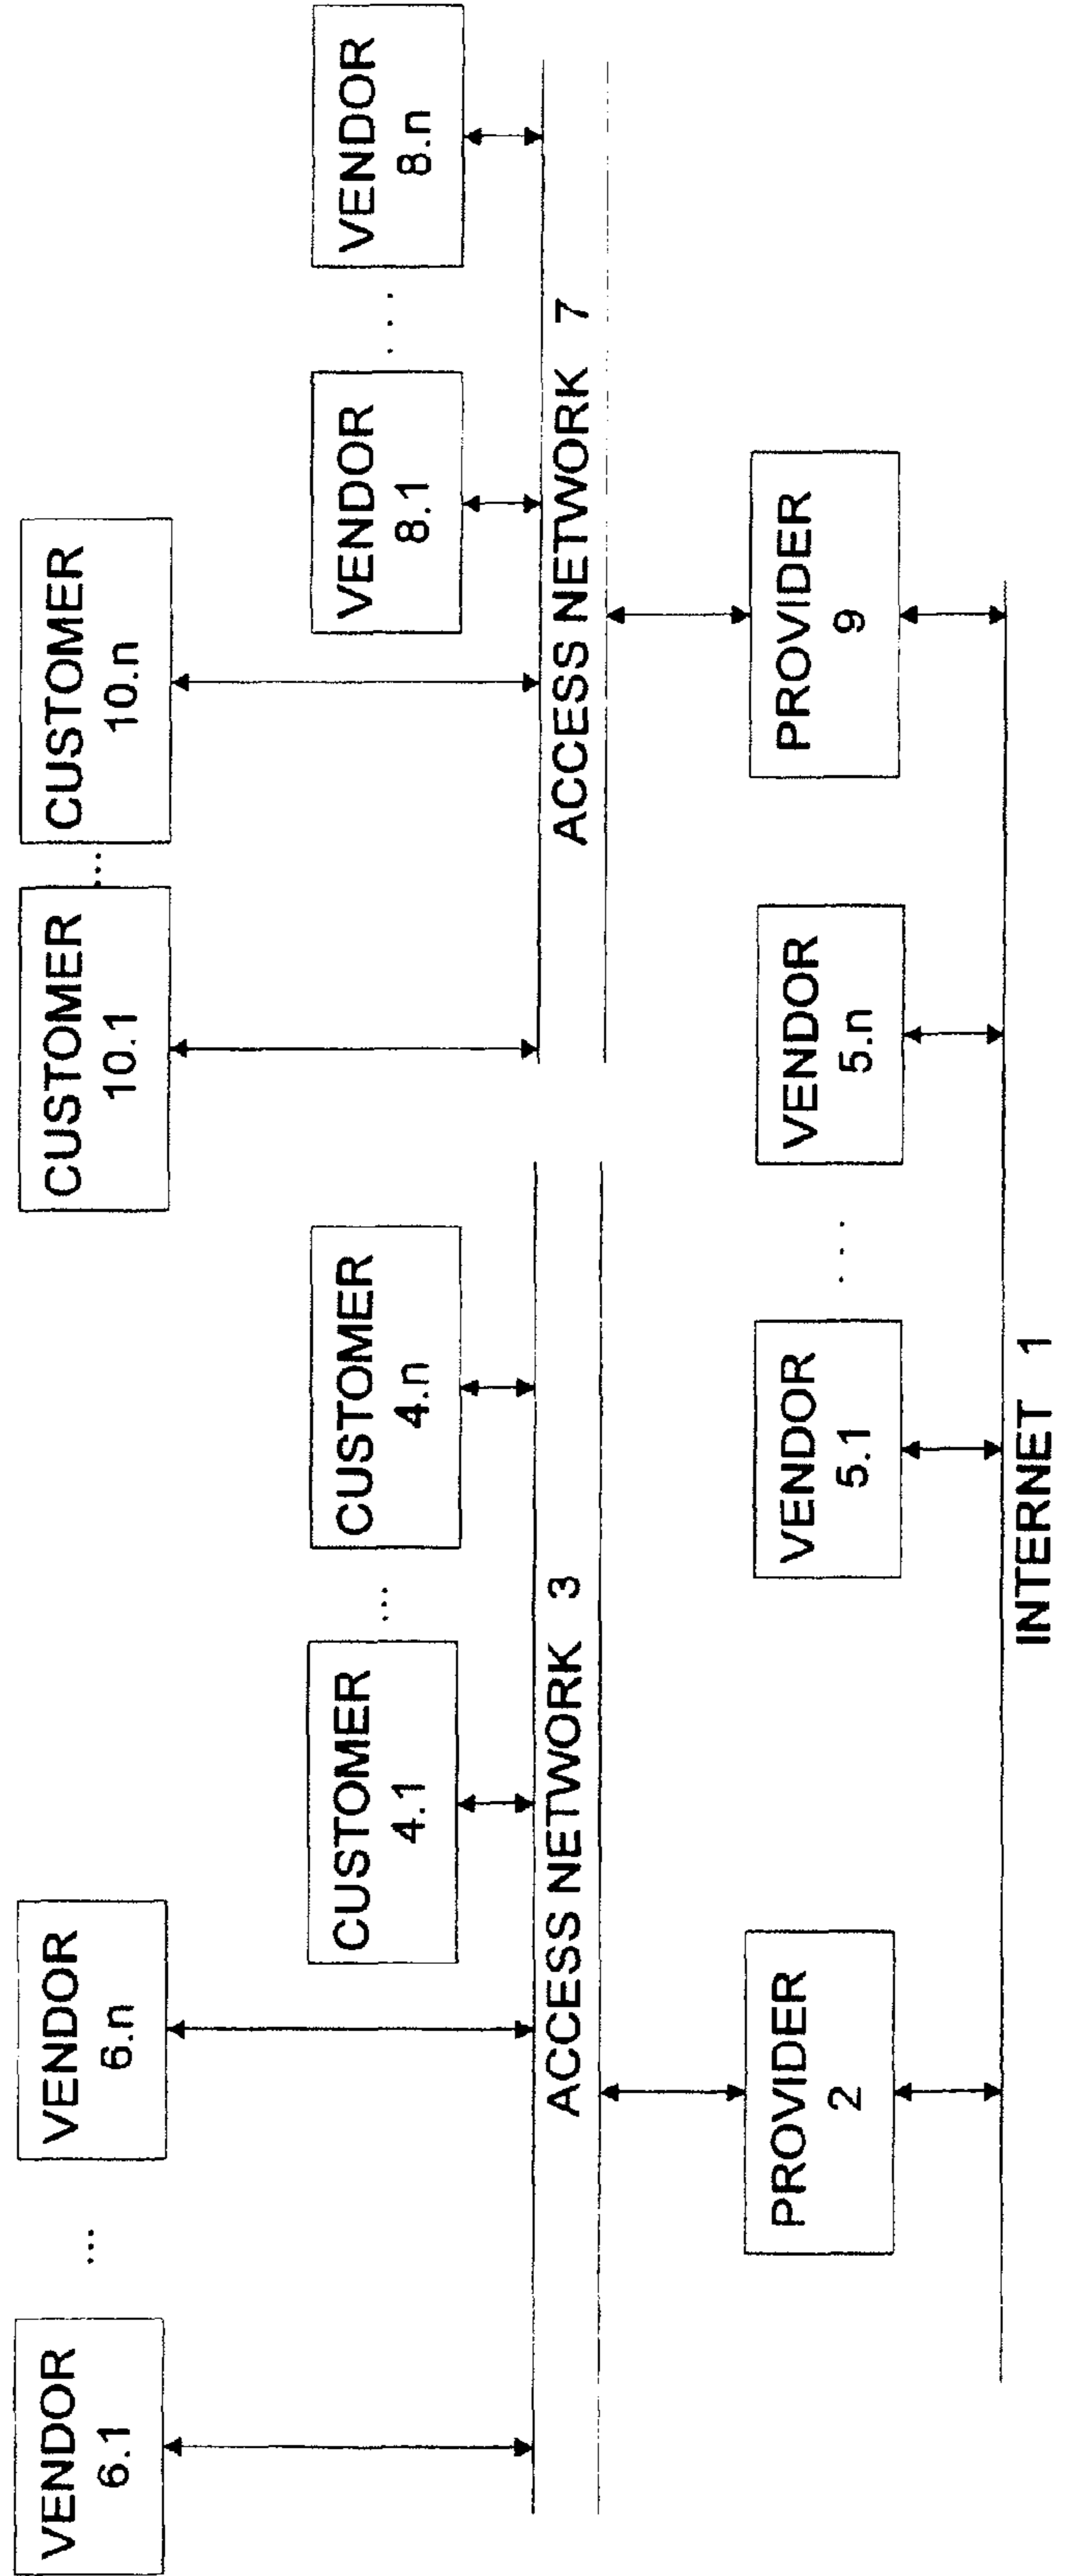 VENDOR
6.1
...
VENDOR
6.n
CUSTOMER
10.1
...
CUSTOMER
10.n
CUSTOMER
4.1
...
CUSTOMER
4.n
VENDOR
8.1
...
VENDOR
8.n
ACCESS NETWORK 3
ACCESS NETWORK 7
PROVIDER
2
VENDOR
5.1
...
VENDOR
5.n
PROVIDER
9
INTERNET 1